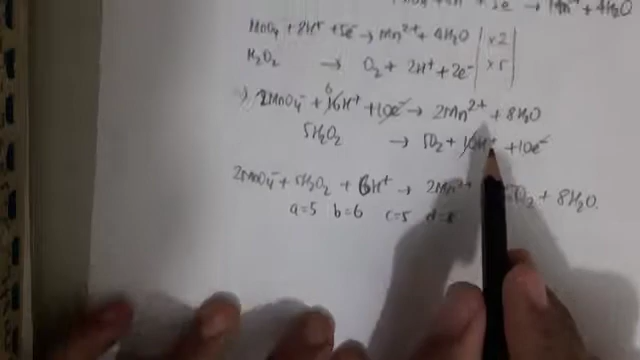 MnO₄⁻ + 8H⁺ + 5e⁻ → Mn²⁺ + 4H₂O | ×2
H₂O₂ → O₂ + 2H⁺ + 2e⁻ | ×5
2MnO₄⁻ + 16H⁺ 6 + 10e⁻ → 2Mn²⁺ + 8H₂O
5H₂O₂ → 5O₂ + 10H⁺ + 10e⁻
2MnO₄⁻ + 5H₂O₂ + 6H⁺ → 2Mn²⁺ 5O₂ + 8H₂O.
a=5 b=6 c=5